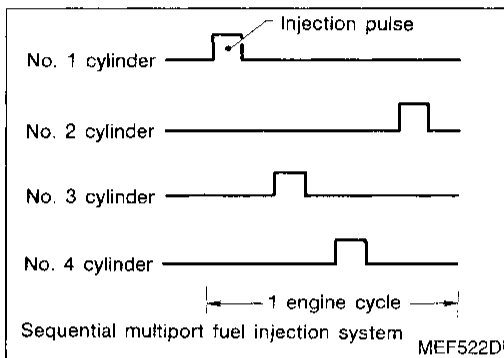 Injection pulse
No. 1 cylinder
No. 2 cylinder
No. 3 cylinder
No. 4 cylinder
1 engine cycle
Sequential multiport fuel injection system
MEF522D